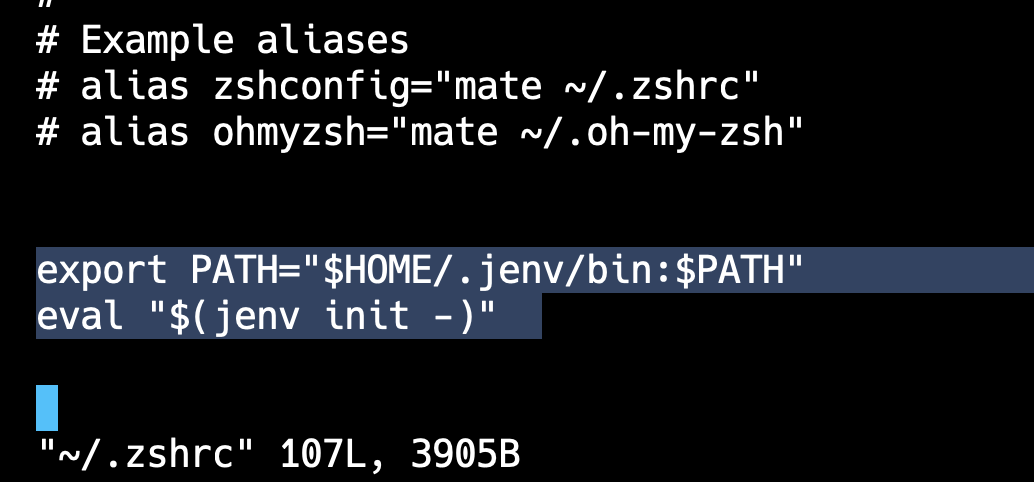 #
# Example aliases
# alias zshconfig="mate ~/.zshrc"
# alias ohmyzsh="mate ~/.oh-my-zsh"
export PATH="$HOME/.jenv/bin:$PATH"
eval "$(jenv init -)"
"~/.zshrc" 107L, 3905B